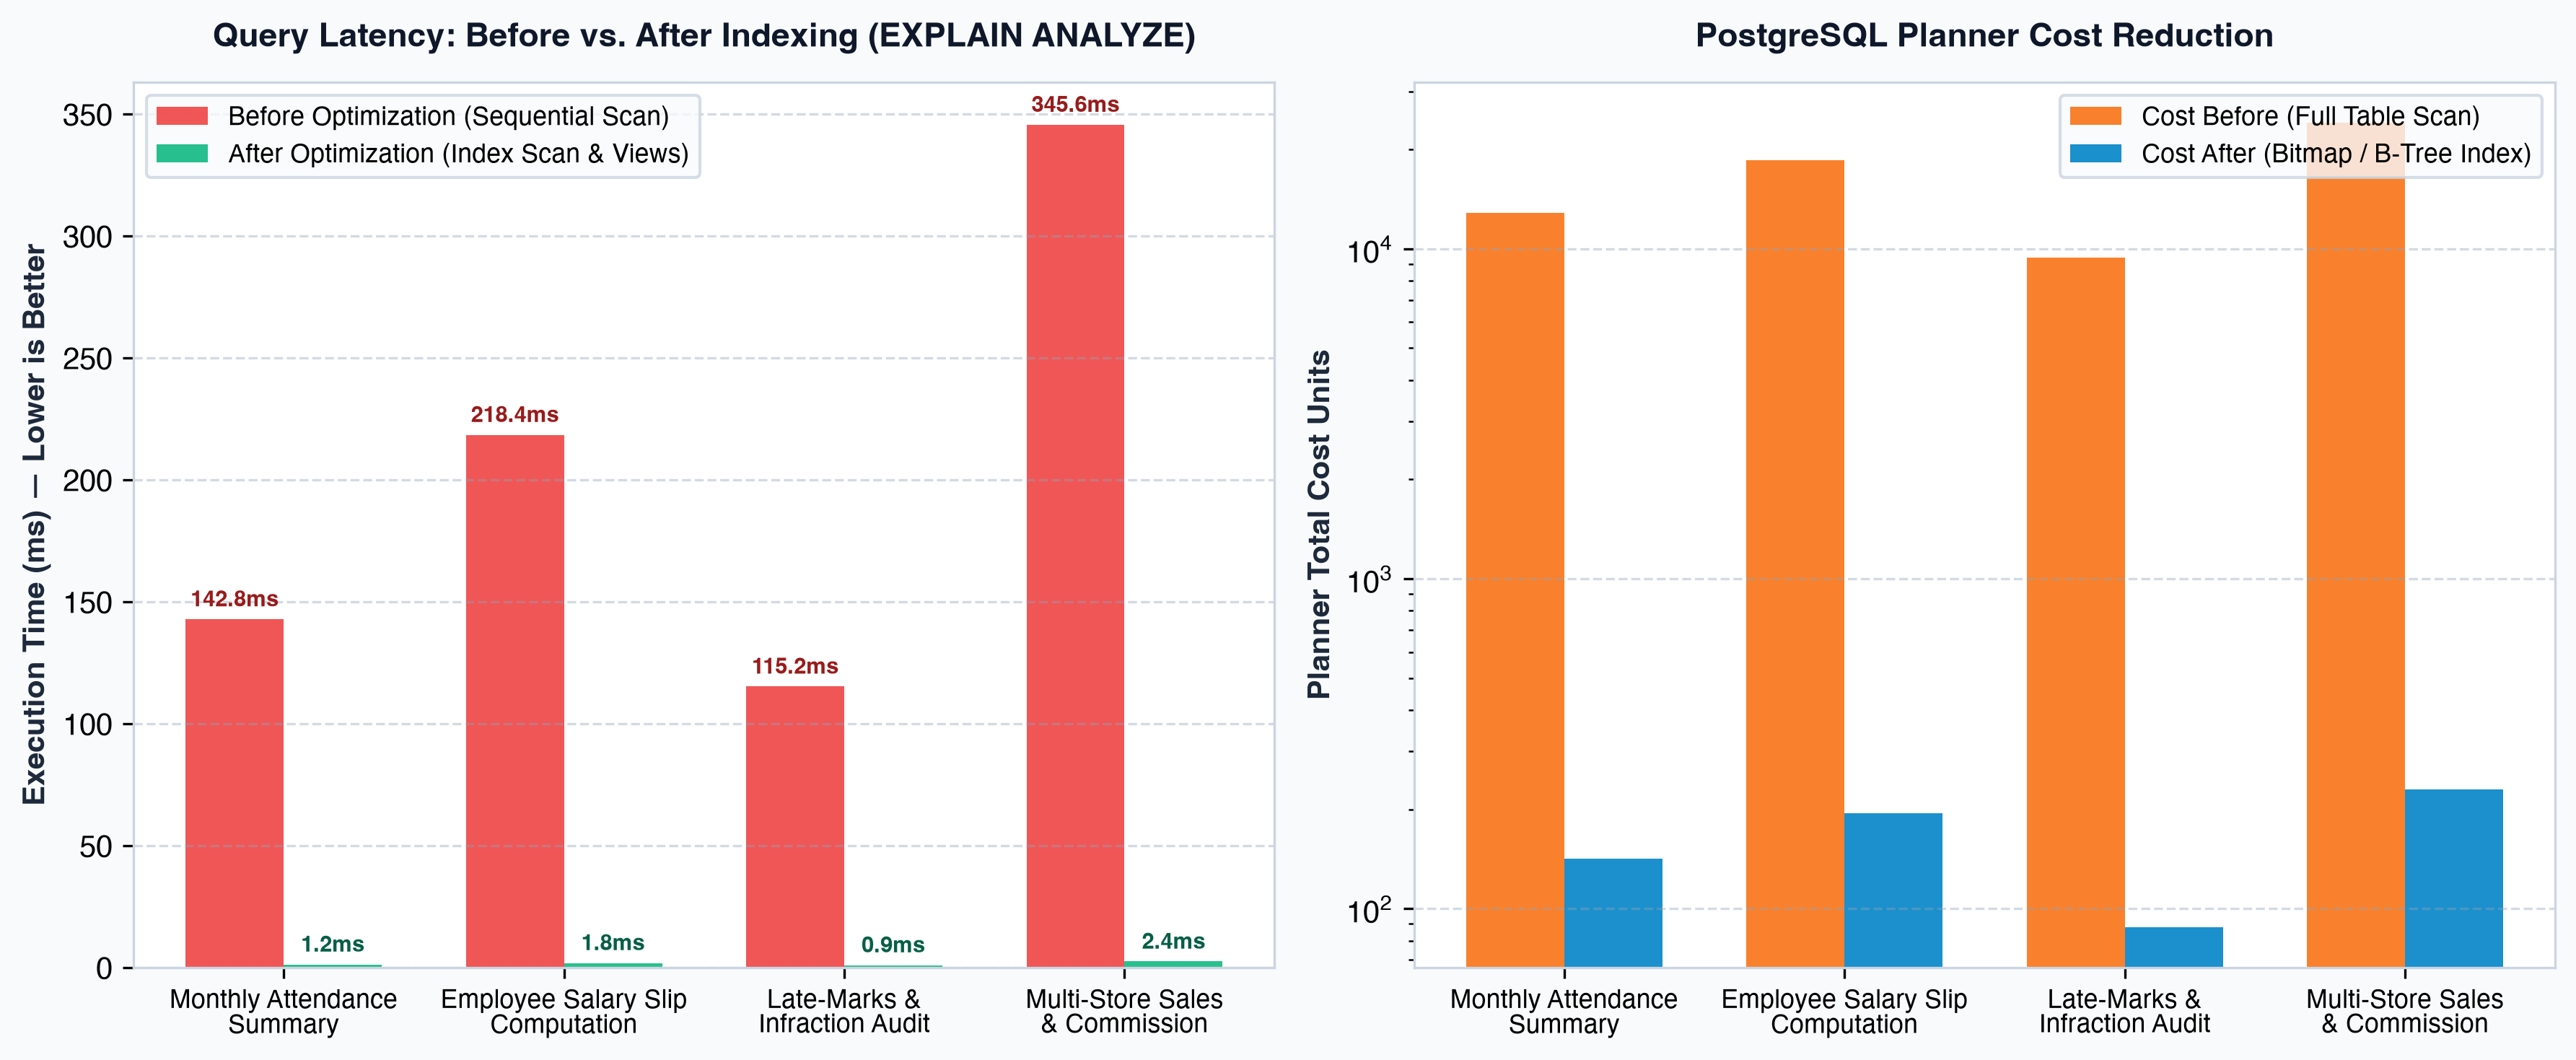 Query Latency: Before vs. After Indexing (EXPLAIN ANALYZE)
Before Optimization (Sequential Scan)
After Optimization (Index Scan & Views)
Execution Time (ms) — Lower is Better
350
300
250
200
150
100
50
0
142.8ms
1.2ms
218.4ms
1.8ms
115.2ms
0.9ms
345.6ms
2.4ms
Monthly Attendance
Summary
Employee Salary Slip
Computation
Late-Marks &
Infraction Audit
Multi-Store Sales
& Commission
PostgreSQL Planner Cost Reduction
Cost Before (Full Table Scan)
Cost After (Bitmap / B-Tree Index)
Planner Total Cost Units
10⁴
10³
10²
Monthly Attendance
Summary
Employee Salary Slip
Computation
Late-Marks &
Infraction Audit
Multi-Store Sales
& Commission